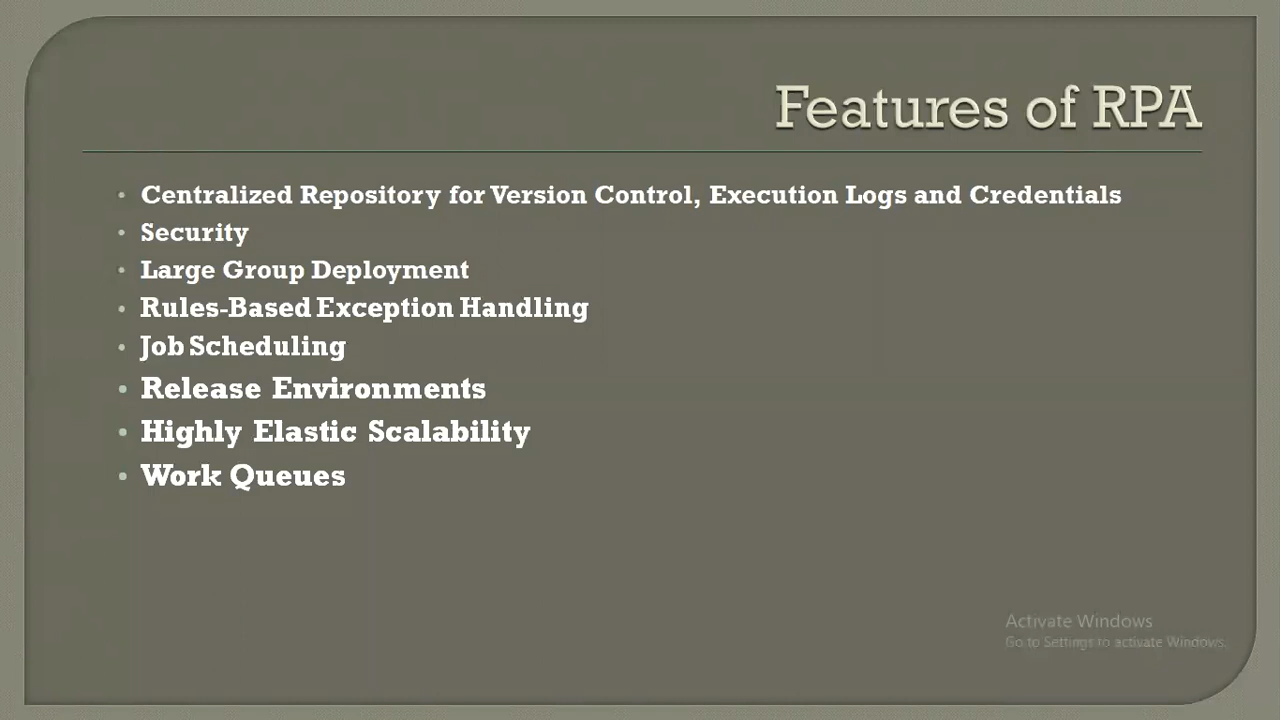 Features of RPA
• Centralized Repository for Version Control, Execution Logs and Credentials
• Security
• Large Group Deployment
• Rules-Based Exception Handling
• Job Scheduling
• Release Environments
• Highly Elastic Scalability
• Work Queues
Activate Windows
Go to Settings to activate Windows.